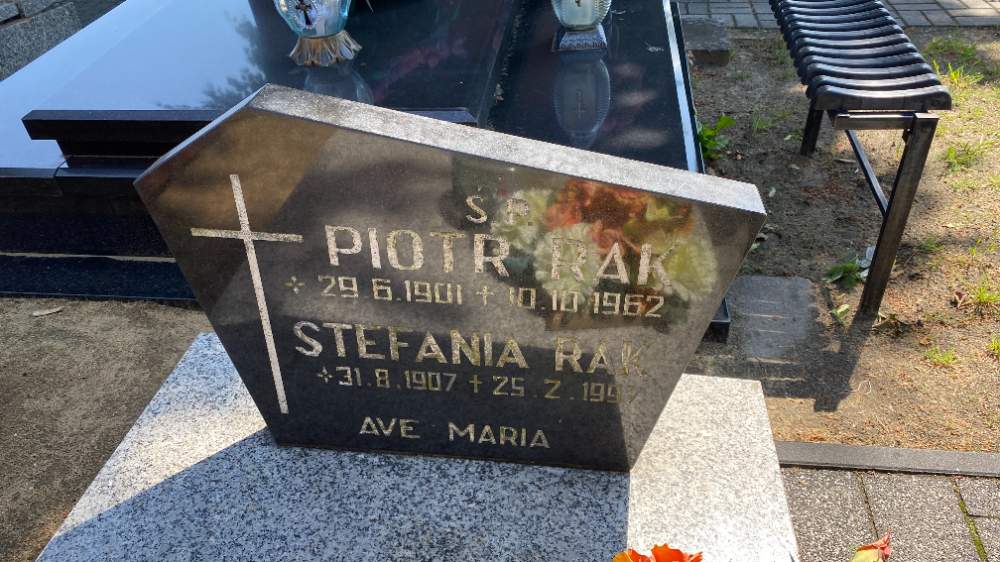 Ś P
PIOTR RAK
29.6.1901 + 10.10.1962
STEFANIA RAK
31.8.1907 + 25.2.
AVE MARIA